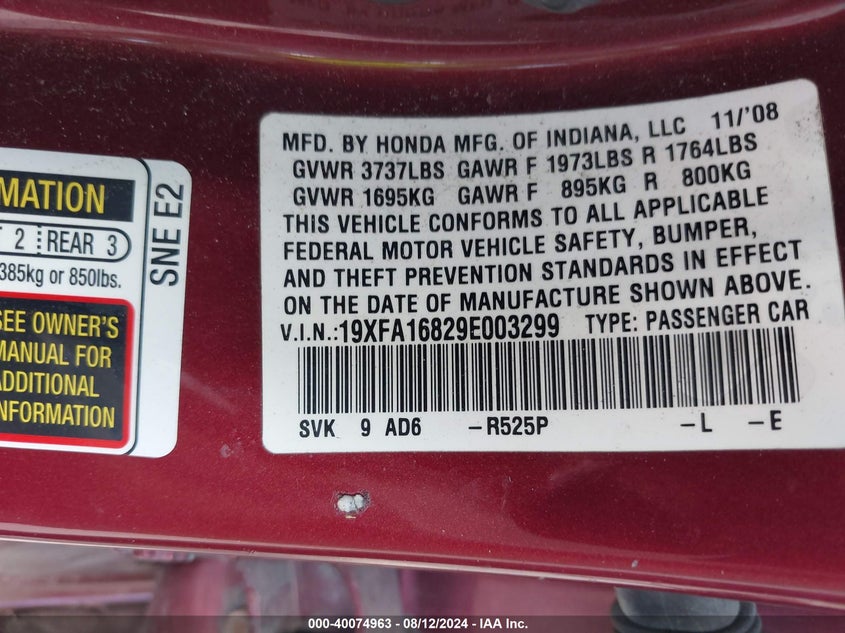 MFD. BY HONDA MFG. OF INDIANA, LLC 11/'08
GVWR 3737LBS GAWR F 1973LBS R 1764LBS
GVWR 1695KG GAWR F 895KG R 800KG
THIS VEHICLE CONFORMS TO ALL APPLICABLE
FEDERAL MOTOR VEHICLE SAFETY, BUMPER,
AND THEFT PREVENTION STANDARDS IN EFFECT
ON THE DATE OF MANUFACTURE SHOWN ABOVE.
V.I.N.:19XFA16829E003299 TYPE: PASSENGER CAR
SVK 9 AD6 -R525P -L -E
MATION
2 REAR 3
385kg or 850lbs.
SEE OWNER'S
MANUAL FOR
ADDITIONAL
INFORMATION
SNE E2
000-40074963 - 08/12/2024 - IAA Inc.